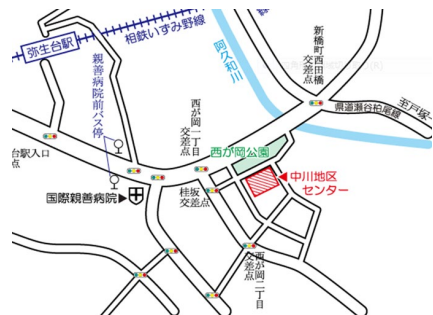 弥生台駅
相鉄いずみ野線
阿久和川
新橋町西田橋
交差点
県道瀬谷柏尾線
至戸塚
親善病院前バス停
西が岡一丁目
交差点
西が岡公園
台駅入口
点
国際親善病院
桂坂
交差点
中川地区
センター
西が岡二丁目
交差点